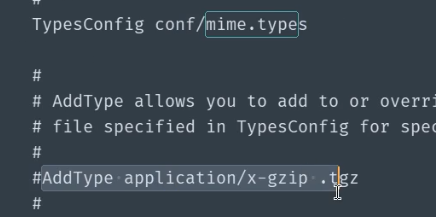 #
TypesConfig conf/mime.types
#
# AddType allows you to add to or overri
# file specified in TypesConfig for spec
#
#AddType application/x-gzip .tgz
#